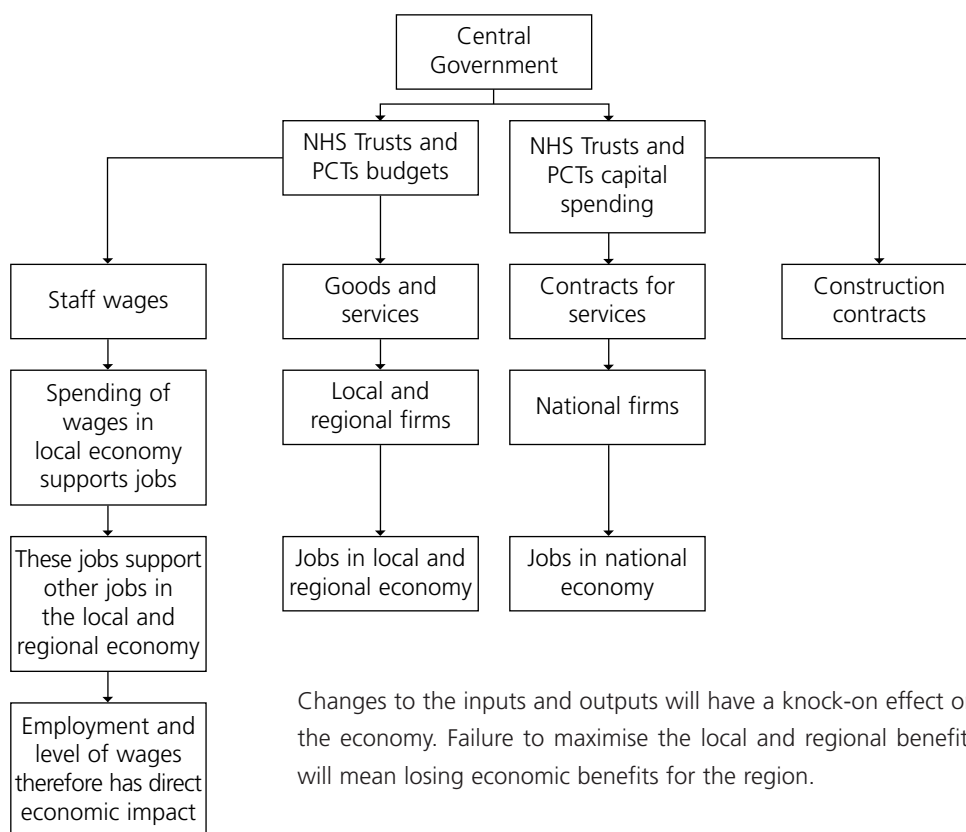 Central
Government
NHS Trusts and
PCTs budgets
NHS Trusts and
PCTs capital
spending
Staff wages
Goods and
services
Contracts for
services
Construction
contracts
Spending of
wages in
local economy
supports jobs
Local and
regional firms
National firms
These jobs support
other jobs in
the local and
regional economy
Jobs in local and
regional economy
Jobs in national
economy
Employment and
level of wages
therefore has direct
economic impact
Changes to the inputs and outputs will have a knock-on effect o
the economy. Failure to maximise the local and regional benefit
will mean losing economic benefits for the region.